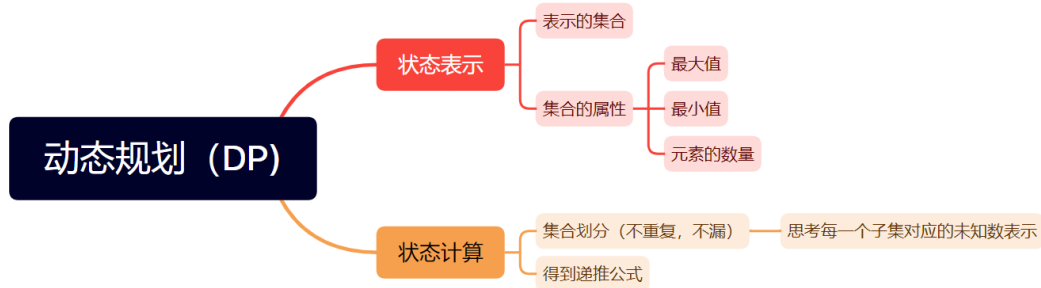 动态规划（DP)
状态表示
表示的集合
集合的属性
最大值
最小值
元素的数量
状态计算
集合划分（不重复，不漏）
思考每一个子集对应的未知数表示
得到递推公式